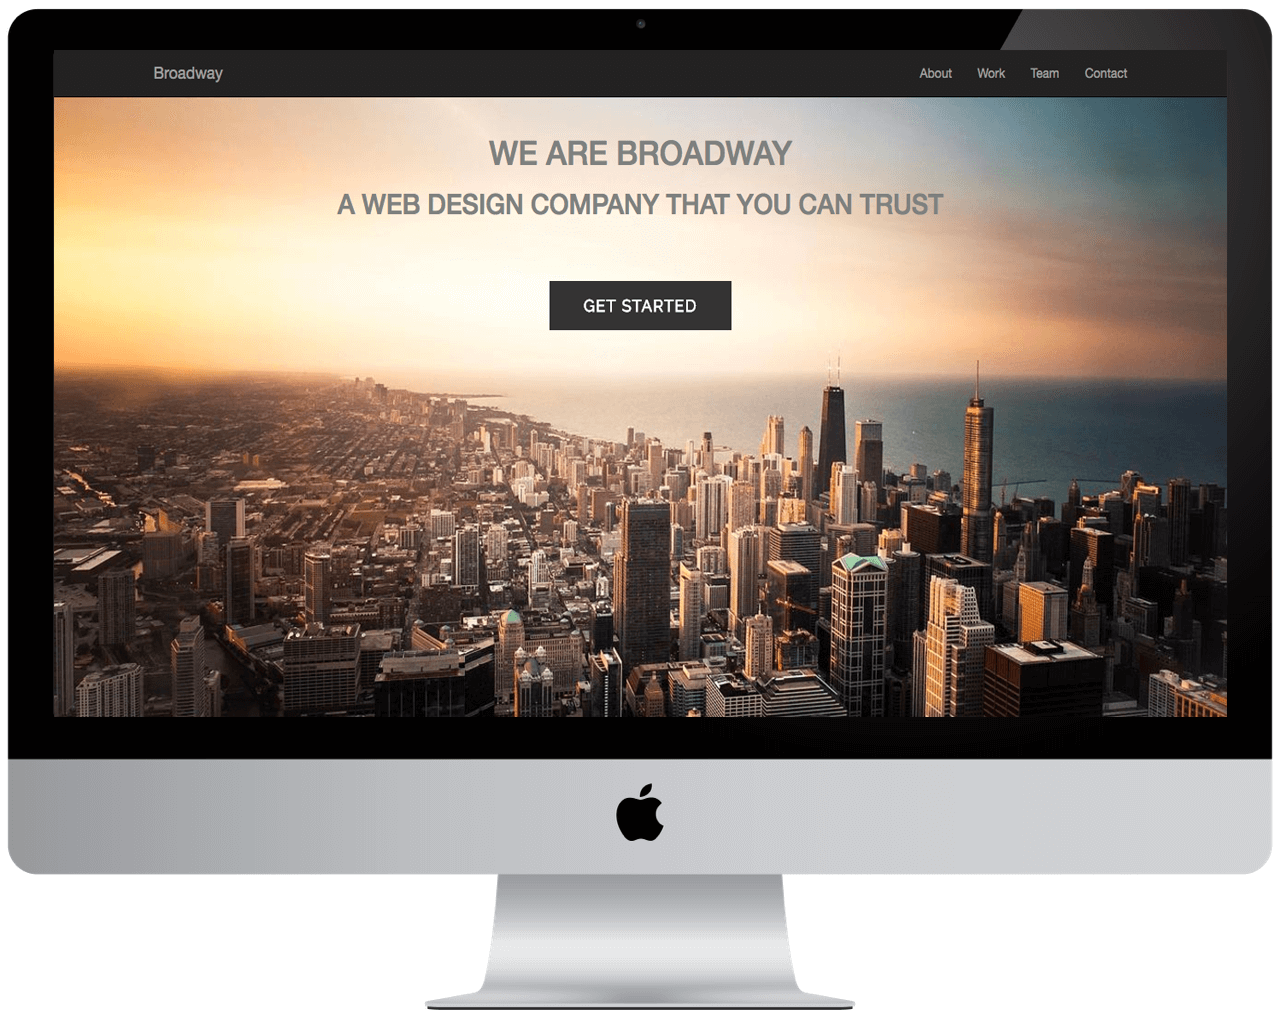 Broadway
About Work Team Contact
WE ARE BROADWAY
A WEB DESIGN COMPANY THAT YOU CAN TRUST
GET STARTED